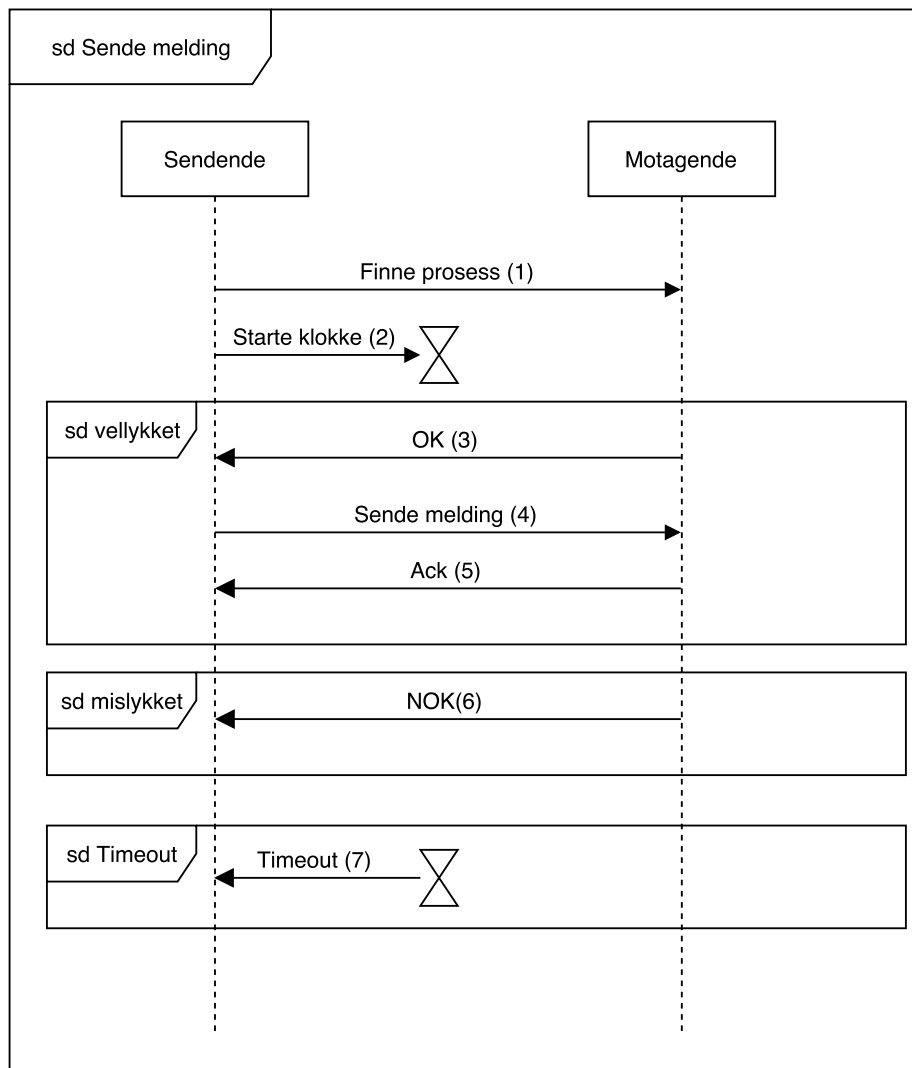 sd Sende melding
Sendende
Motagende
Finne prosess (1)
Starte klokke (2)
sd vellykket
OK (3)
Sende melding (4)
Ack (5)
sd mislykket
NOK(6)
sd Timeout
Timeout (7)